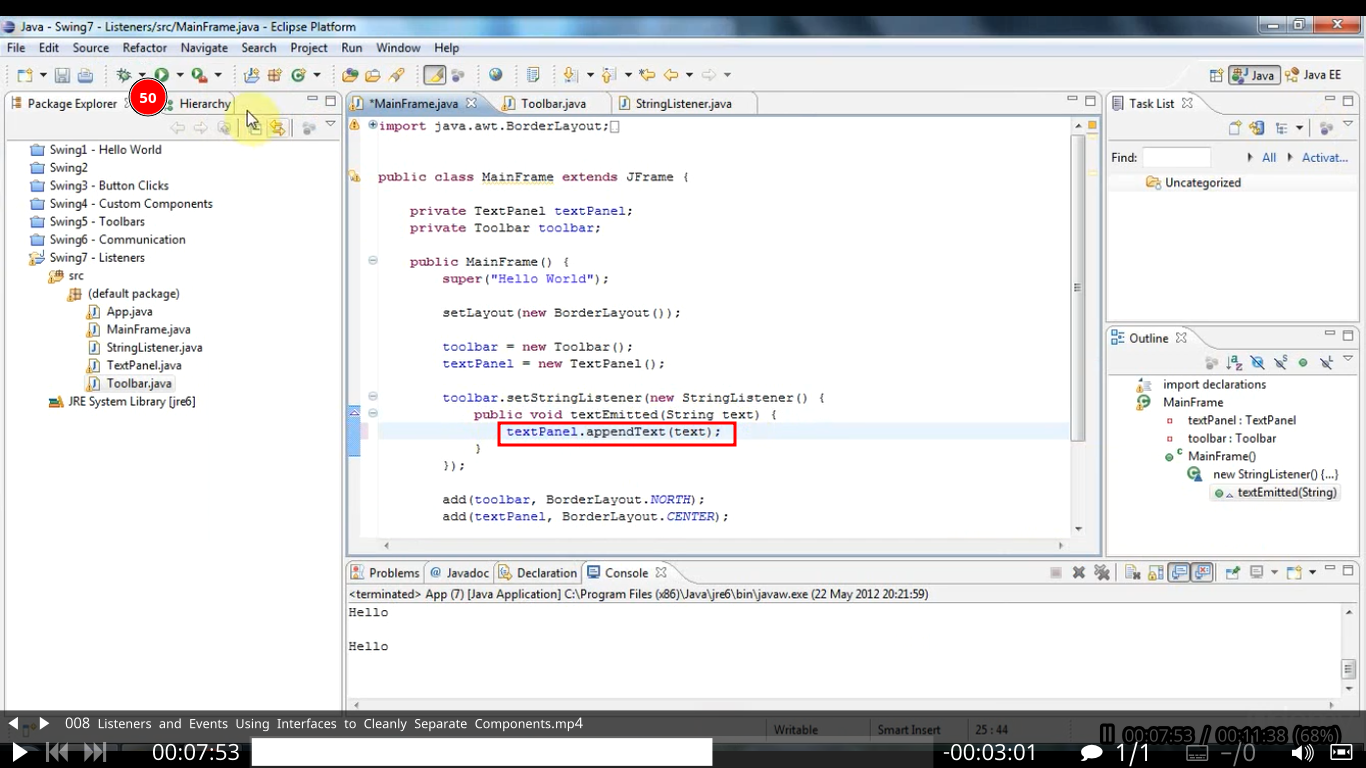 Java - Swing7 - Listeners/src/MainFrame.java - Eclipse Platform
File Edit Source Refactor Navigate Search Project Run Window Help
Java Java EE
50
Package Explorer Hierarchy
Swing1 - Hello World
Swing2
Swing3 - Button Clicks
Swing4 - Custom Components
Swing5 - Toolbars
Swing6 - Communication
Swing7 - Listeners
src
(default package)
App.java
MainFrame.java
StringListener.java
TextPanel.java
Toolbar.java
JRE System Library [jre6]
*MainFrame.java Toolbar.java StringListener.java
import java.awt.BorderLayout;
public class MainFrame extends JFrame {
private TextPanel textPanel;
private Toolbar toolbar;
public MainFrame() {
super("Hello World");
setLayout(new BorderLayout());
toolbar = new Toolbar();
textPanel = new TextPanel();
toolbar.setStringListener(new StringListener() {
public void textEmitted(String text) {
textPanel.appendText(text);
}
});
add(toolbar, BorderLayout.NORTH);
add(textPanel, BorderLayout.CENTER);
Task List
Find: All Activat...
Uncategorized
Outline
import declarations
MainFrame
textPanel : TextPanel
toolbar : Toolbar
MainFrame()
new StringListener() {...}
textEmitted(String)
Problems @ Javadoc Declaration Console
<terminated> App (7) [Java Application] C:\Program Files (x86)\Java\jre6\bin\javaw.exe (22 May 2012 20:21:59)
Hello
Hello
008 Listeners and Events Using Interfaces to Cleanly Separate Components.mp4
Writable Smart Insert 25 : 44
00:07:53 / 00:11:38 (68%)
00:07:53 -00:03:01 1/1 -/0